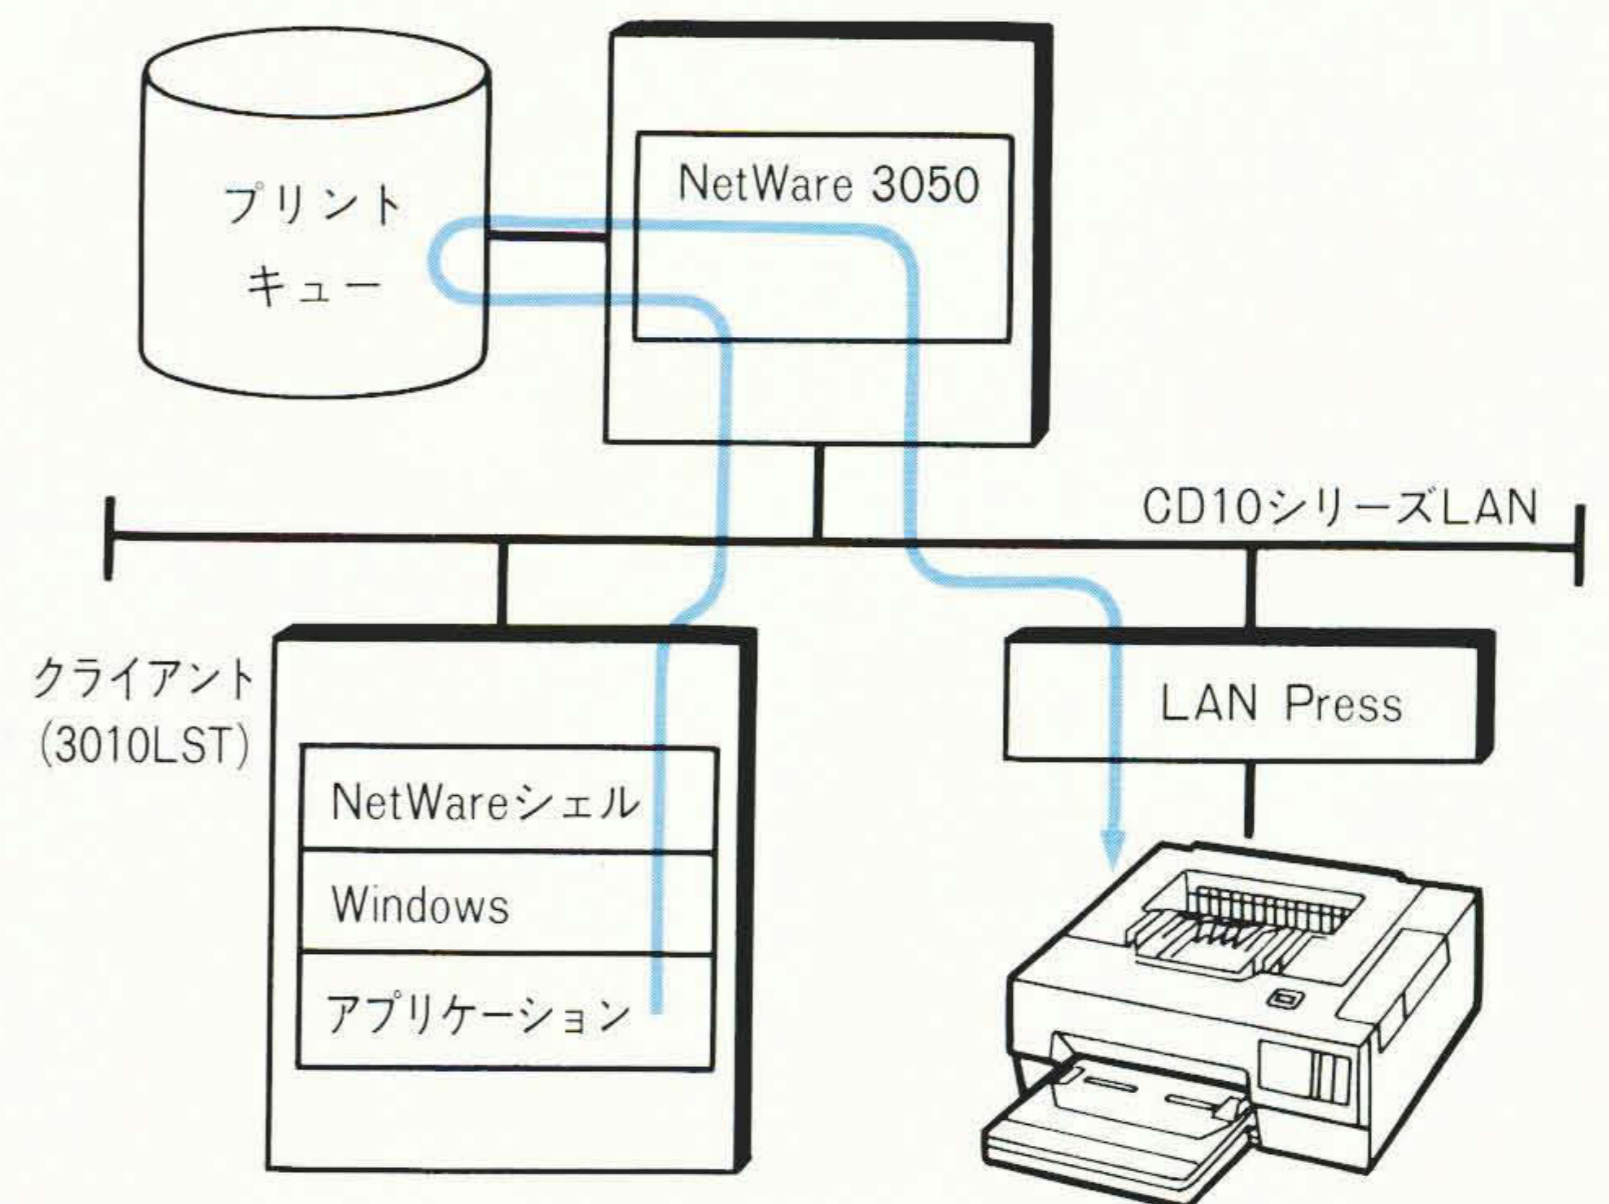 プリント
キュー
NetWare 3050
CD10シリーズLAN
クライアント
(3010LST)
NetWareシェル
Windows
アプリケーション
LAN Press